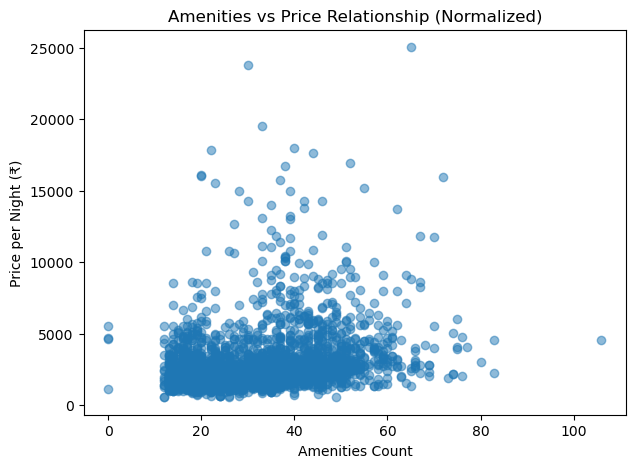 Amenities vs Price Relationship (Normalized)
Price per Night (₹)
25000
20000
15000
10000
5000
0
0 20 40 60 80 100
Amenities Count